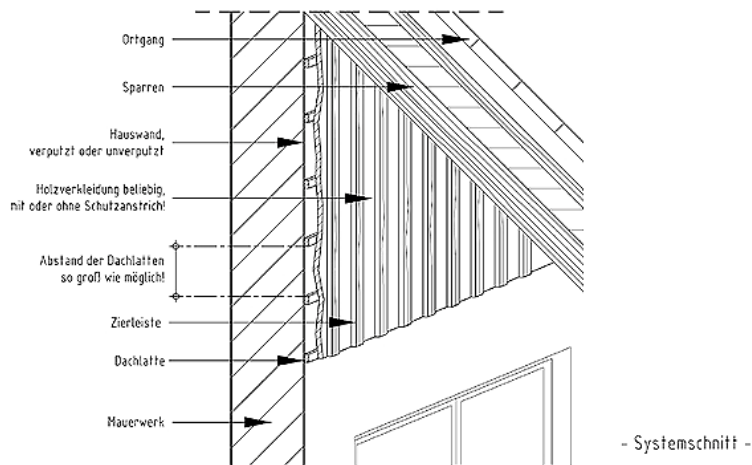 Ortgang
Sparren
Hauswand,
verputzt oder unverputzt
Holzverkleidung beliebig,
mit oder ohne Schutzanstrich!
Abstand der Dachlatten
so groß wie möglich!
Zierleiste
Dachlatte
Mauerwerk
- Systemschnitt -